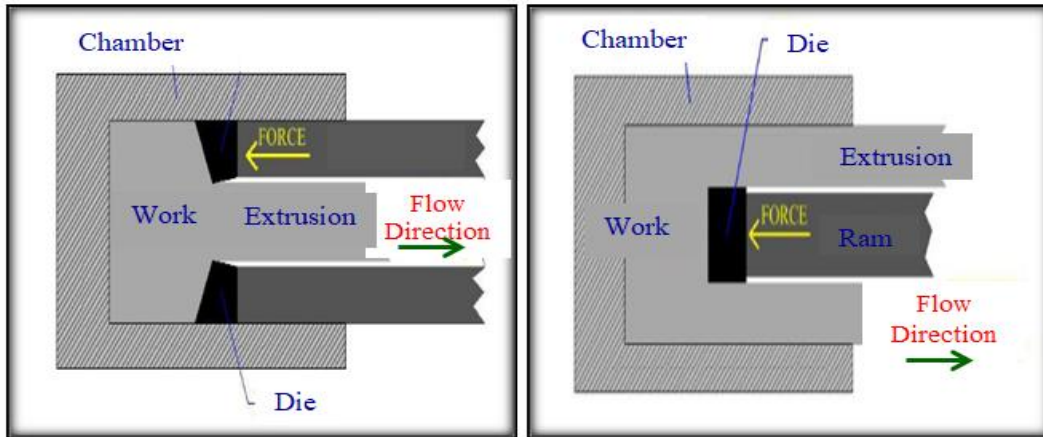 Chamber
FORCE
Work
Extrusion
Flow
Direction
Die
Chamber
Die
Extrusion
Work
FORCE
Ram
Flow
Direction